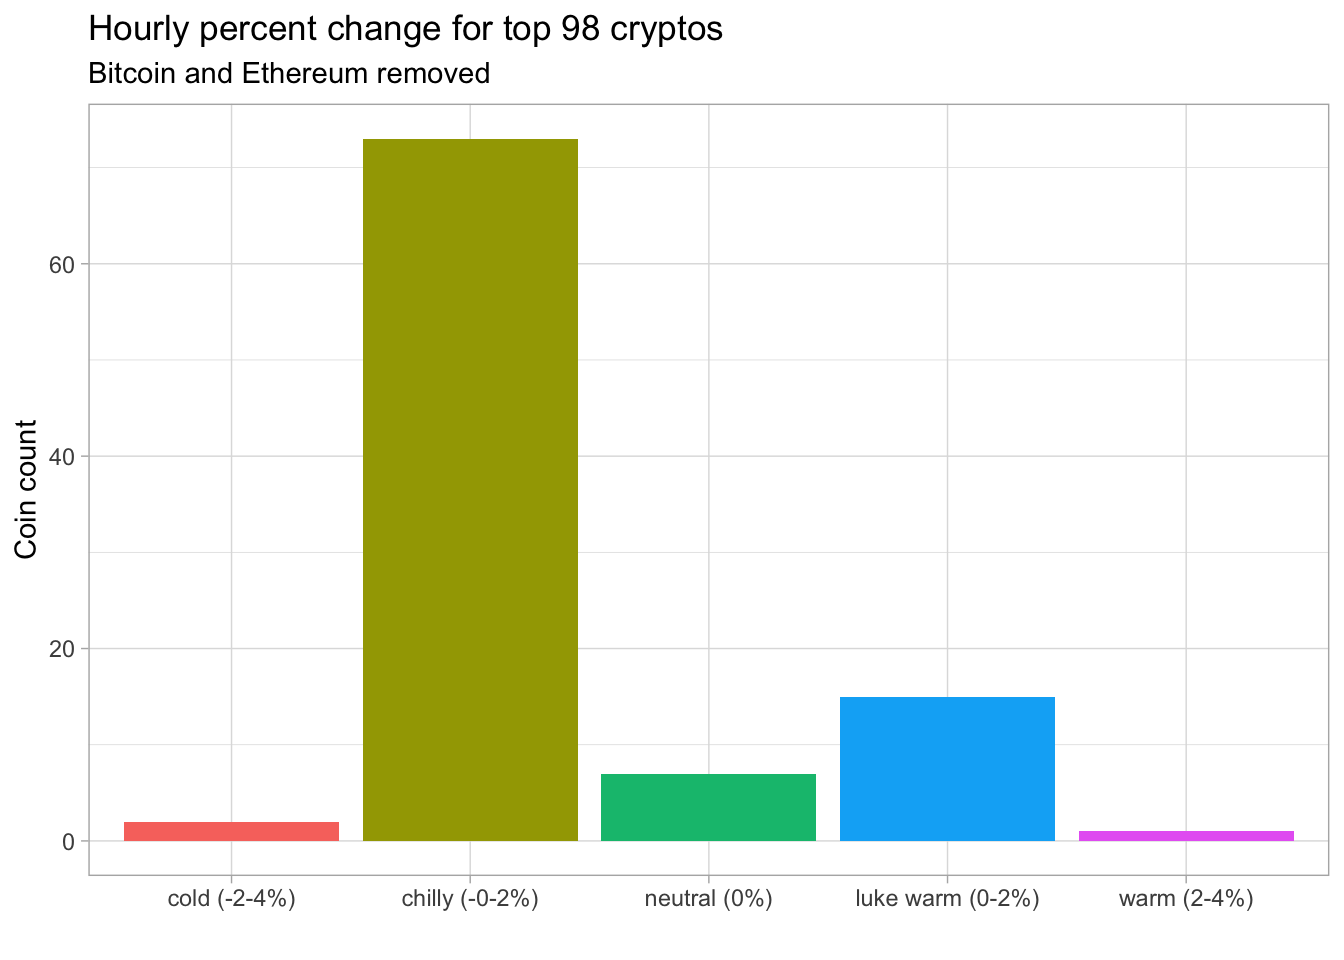 Hourly percent change for top 98 cryptos
Bitcoin and Ethereum removed
Coin count
60
40
20
0
cold (-2-4%)
chilly (-0-2%)
neutral (0%)
luke warm (0-2%)
warm (2-4%)